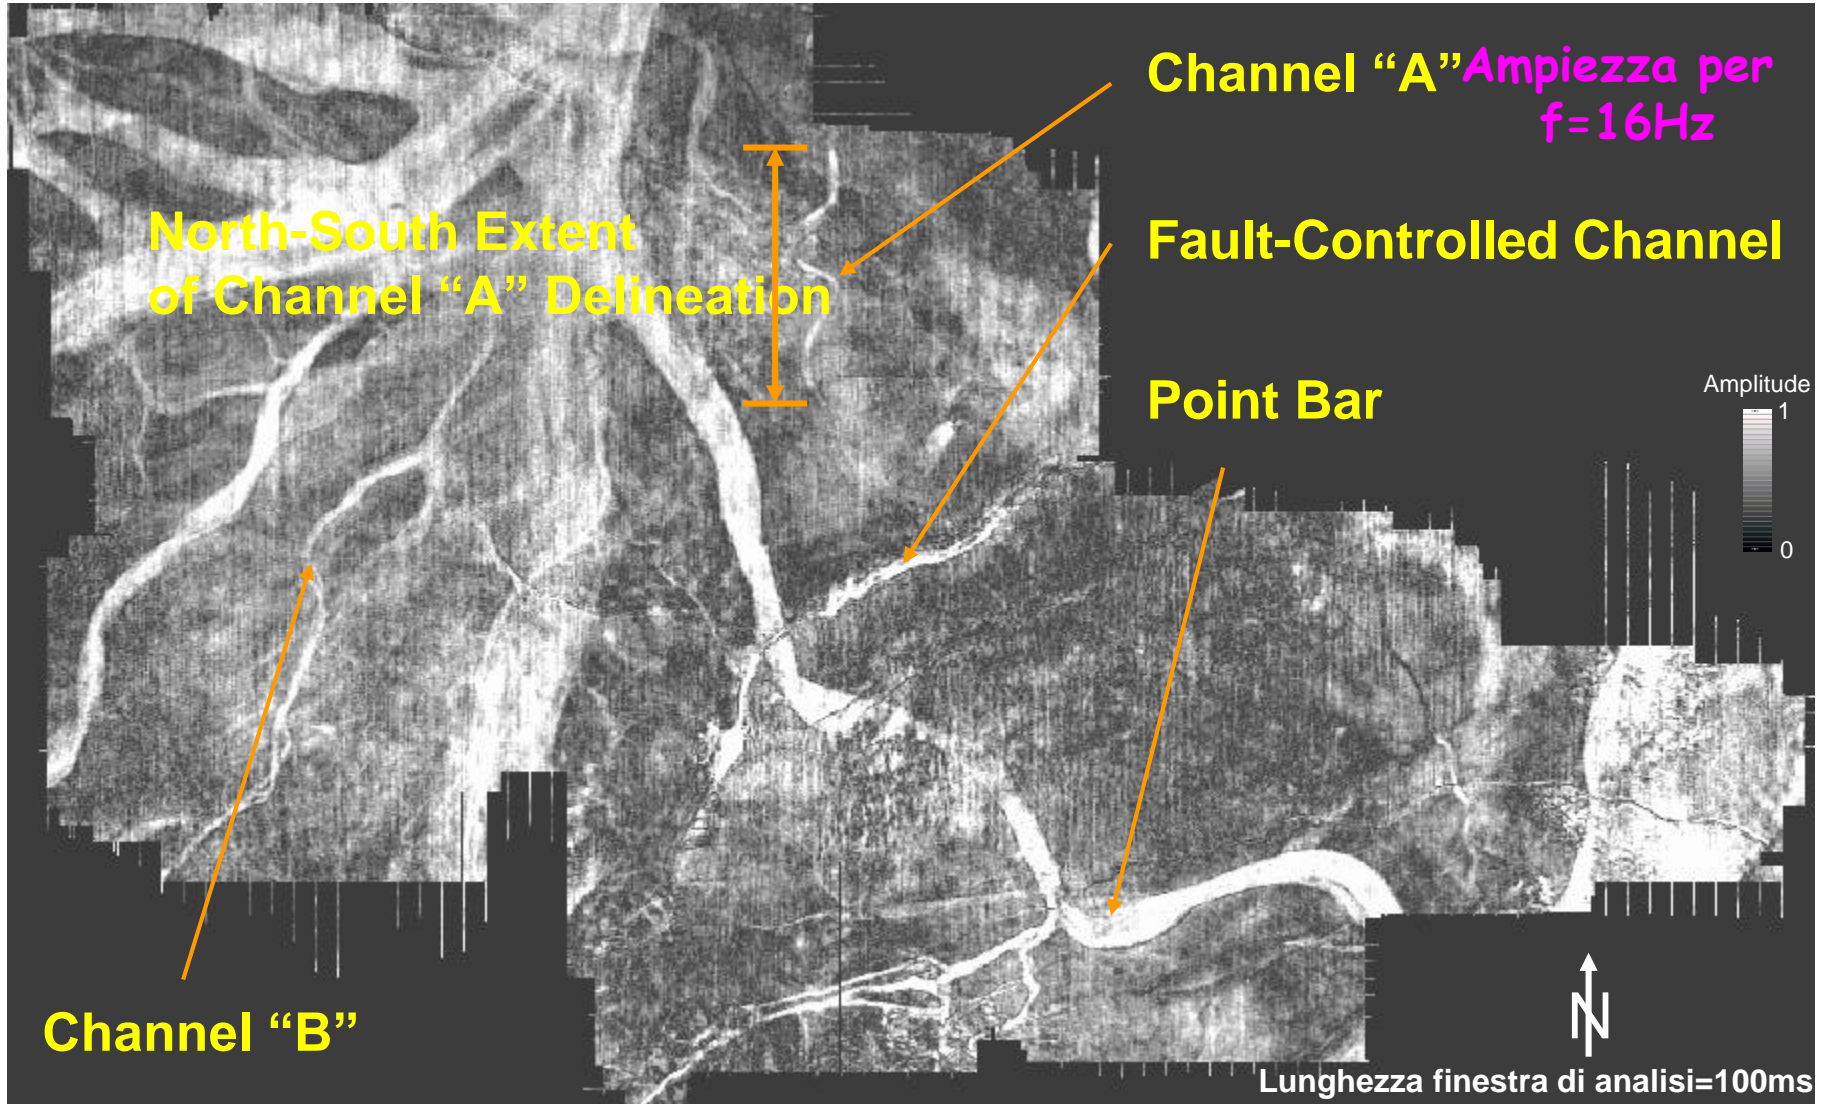 Channel “A”
Ampiezza per
f=16Hz
North-South Extent
of Channel “A” Delineation
Fault-Controlled Channel
Point Bar
Amplitude
1
0
Channel “B”
N
Lunghezza finestra di analisi=100ms